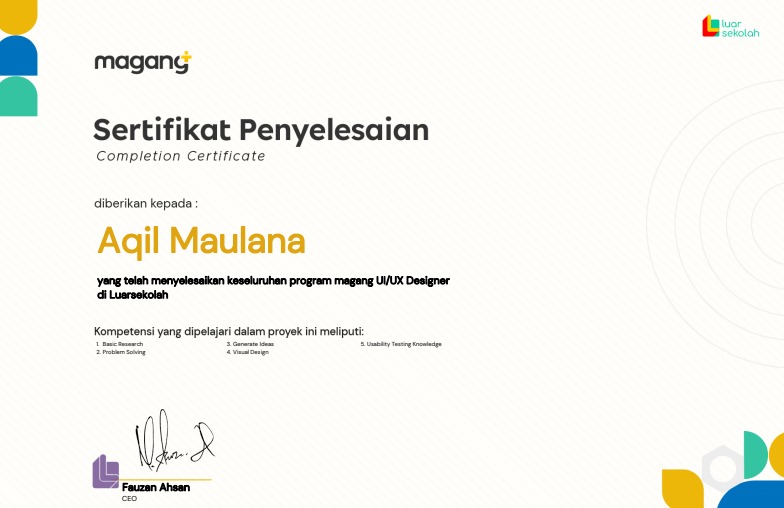 luar
sekolah
magang+
Sertifikat Penyelesaian
Completion Certificate
diberikan kepada :
Aqil Maulana
yang telah menyelesaikan keseluruhan program magang UI/UX Designer
di Luarsekolah
Kompetensi yang dipelajari dalam proyek ini meliputi:
1. Basic Research
2. Problem Solving
3. Generate Ideas
4. Visual Design
5. Usability Testing Knowledge
Fauzan Ahsan
CEO